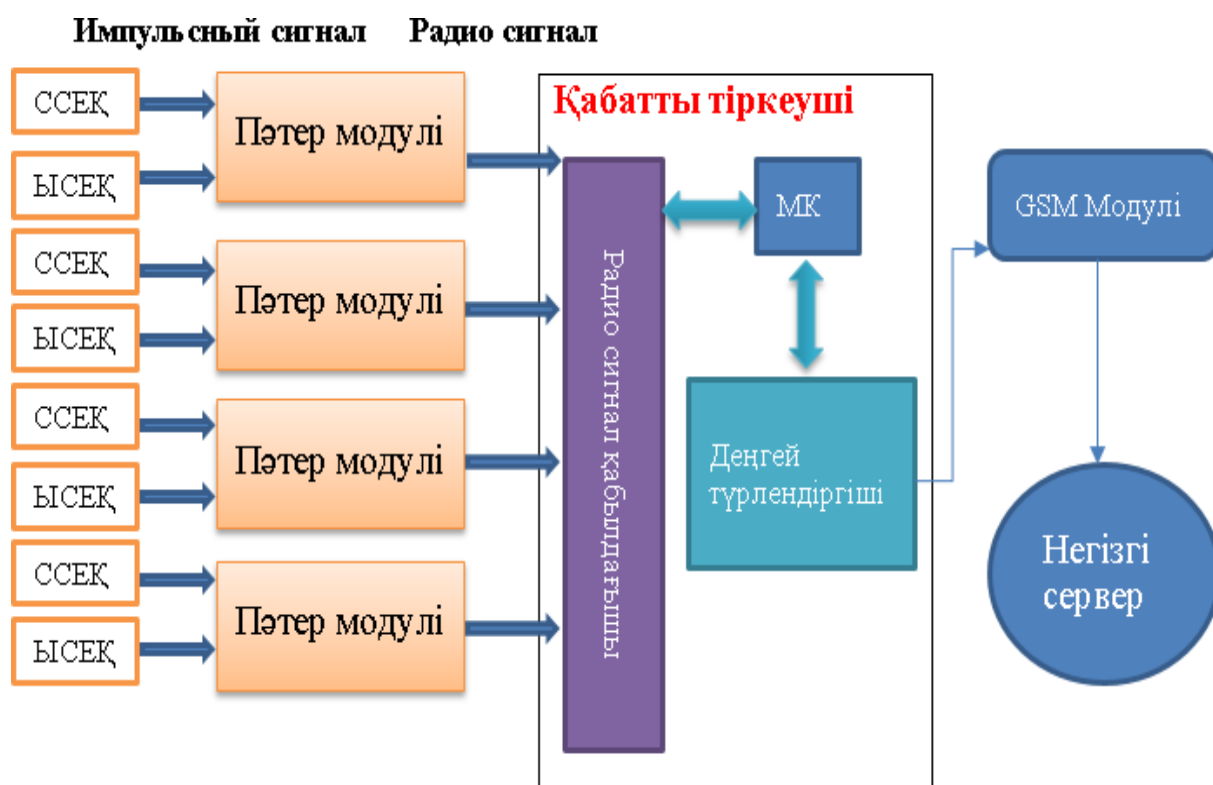 Импульсный сигнал
Радио сигнал
ССЕҚ
ЫСЕҚ
Пәтер модулі
ССЕҚ
ЫСЕҚ
Пәтер модулі
ССЕҚ
ЫСЕҚ
Пәтер модулі
ССЕҚ
ЫСЕҚ
Пәтер модулі
Қабатты тіркеуші
Радио сигнал қабылдағышы
МК
Деңгей
түрлендіргіші
GSM Модулі
Негізгі
сервер